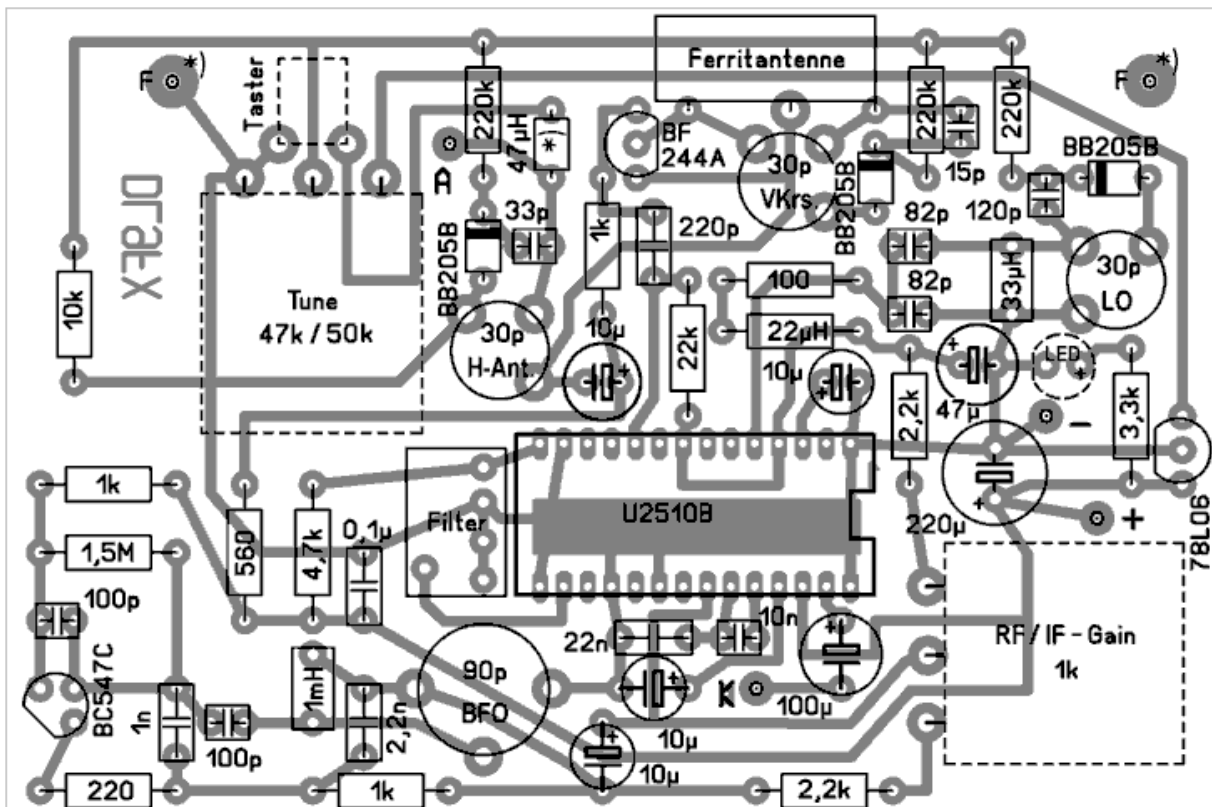 F *)
Taster
220k
47µH
*)
BF
244A
Ferritantenne
220k
15p
220k
F *)
BB205B
A
DL2FX
33p
BB205B
1k
220p
30p
VKrs.
BB205B
82p
120p
10k
Tune
47k / 50k
30p
H-Ant.
10µ
22k
100
22µH
10µ
82p
33µH
30p
LO
LED
47µ
2,2k
3,3k
-
+
220µ
78L06
1k
1,5M
100p
BC547C
560
4,7k
0,1µ
Filter
U2510B
22n
10n
RF/IF-Gain
1k
1n
100p
1mH
2,2n
90p
BFO
K
100µ
10µ
10µ
220
1k
2,2k